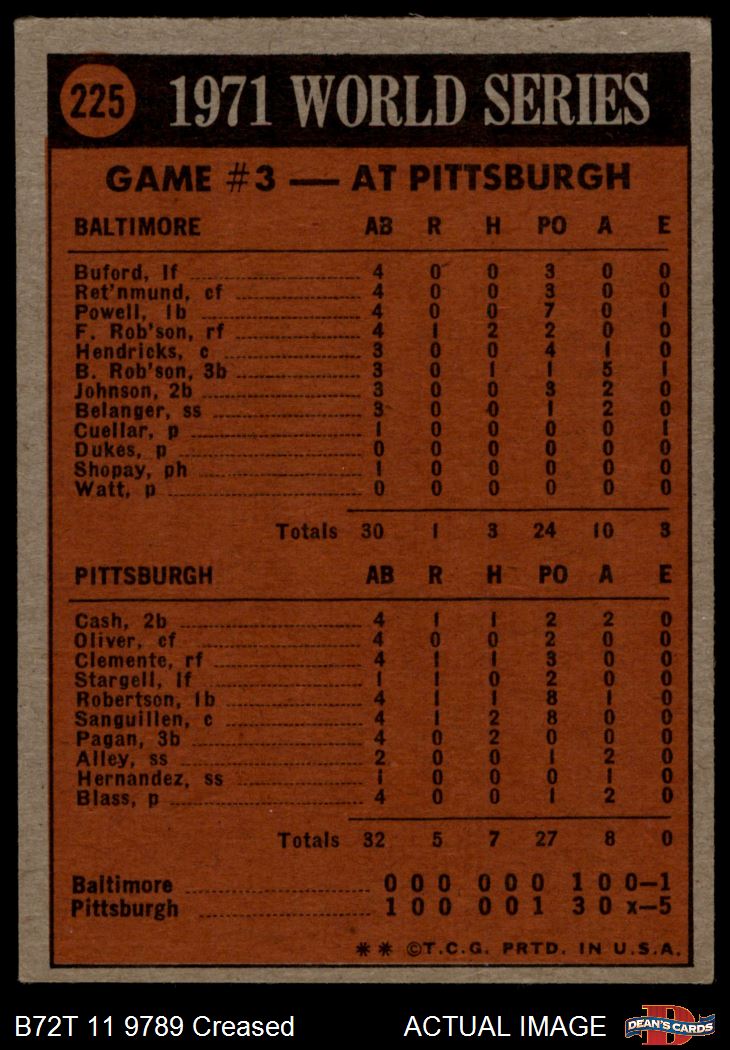 225 1971 WORLD SERIES
GAME #3 — AT PITTSBURGH
BALTIMORE AB R H PO A E
Buford, lf 4 0 0 3 0 0
Ret'nmund, cf 4 0 0 3 0 0
Powell, 1b 4 0 0 7 0 1
F. Rob'son, rf 4 1 2 2 0 0
Hendricks, c 3 0 0 4 1 0
B. Rob'son, 3b 3 0 1 1 5 1
Johnson, 2b 3 0 0 3 2 0
Belanger, ss 3 0 0 1 2 0
Cuellar, p 1 0 0 0 0 1
Dukes, p 0 0 0 0 0 0
Shopay, ph 1 0 0 0 0 0
Watt, p 0 0 0 0 0 0
Totals 30 1 3 24 10 3
PITTSBURGH AB R H PO A E
Cash, 2b 4 1 1 2 2 0
Oliver, cf 4 0 0 2 0 0
Clemente, rf 4 1 1 3 0 0
Stargell, lf 1 1 0 2 0 0
Robertson, 1b 4 1 1 8 1 0
Sanguillen, c 4 1 2 8 0 0
Pagan, 3b 4 0 2 0 0 0
Alley, ss 2 0 0 1 2 0
Hernandez, ss 1 0 0 0 1 0
Blass, p 4 0 0 1 2 0
Totals 32 5 7 27 8 0
Baltimore 0 0 0 0 0 0 1 0 0—1
Pittsburgh 1 0 0 0 0 1 3 0 x—5
** ©T.C.G. PRTD. IN U.S.A.
B72T 11 9789 Creased ACTUAL IMAGE DEAN'S CARDS